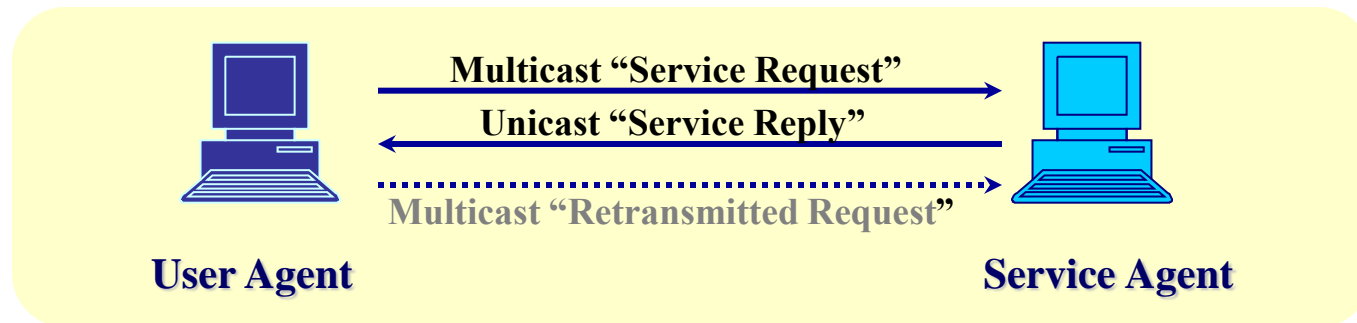 Multicast “Service Request”
Unicast “Service Reply”
Multicast “Retransmitted Request”
User Agent
Service Agent